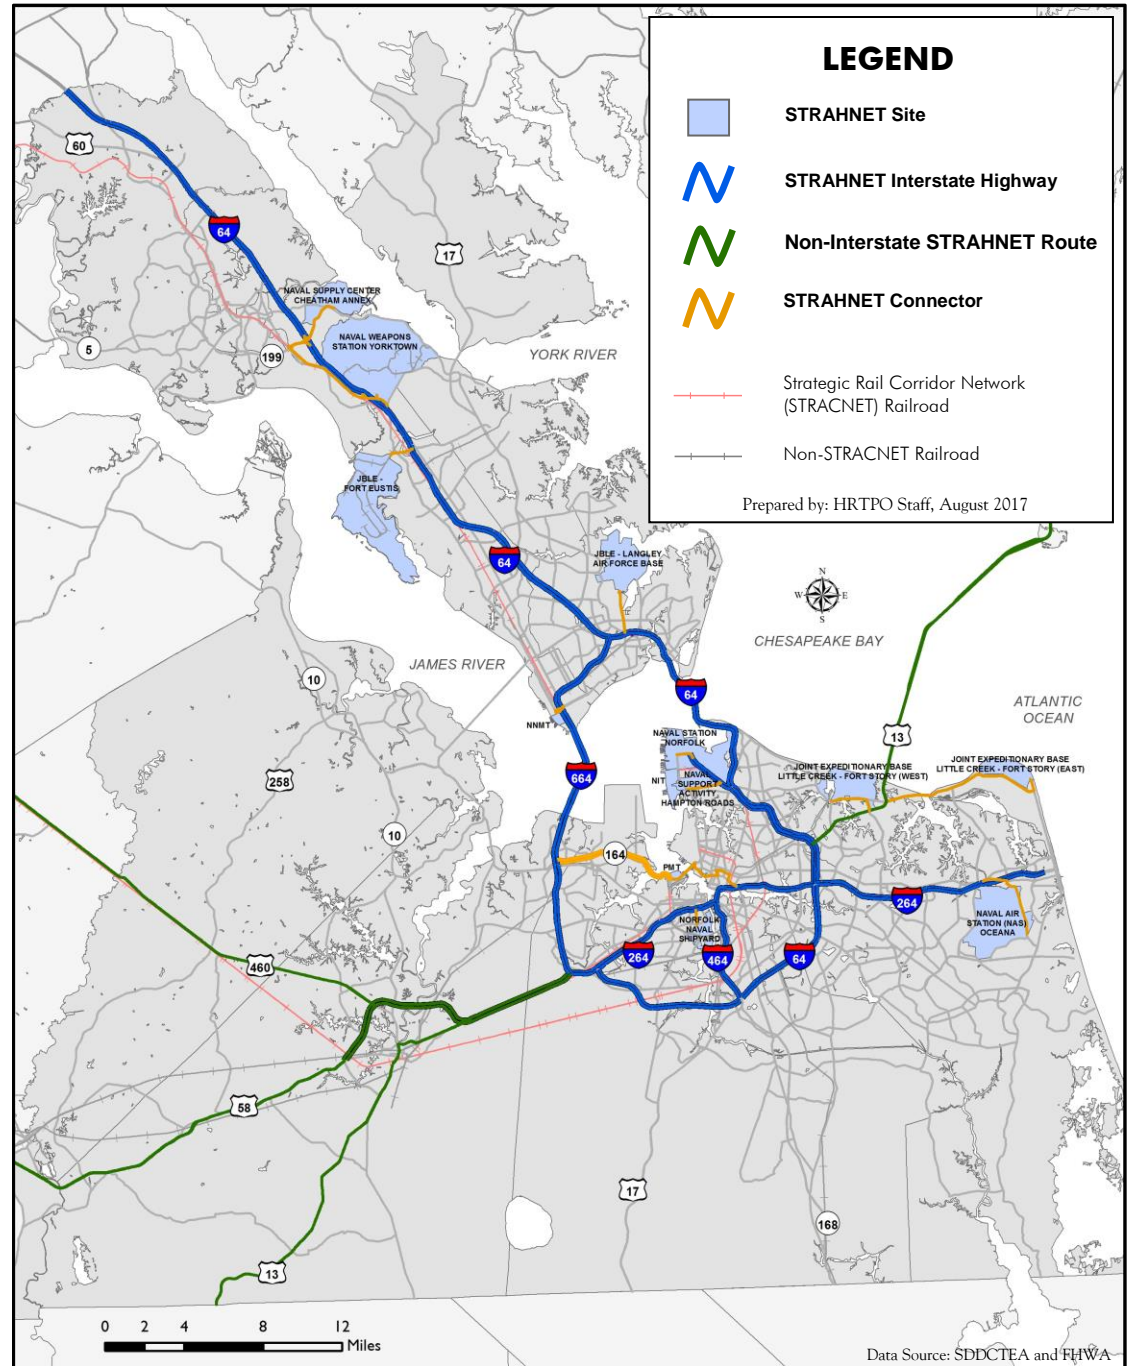 LEGEND
STRAHNET Site
STRAHNET Interstate Highway
Non-Interstate STRAHNET Route
STRAHNET Connector
Strategic Rail Corridor Network
(STRACNET) Railroad
Non-STRACNET Railroad
Prepared by: HRTPO Staff, August 2017
60
64
17
NAVAL SUPPLY CENTER
CHEATHAM ANNEX
NAVAL WEAPONS
STATION YORKTOWN
5
199
YORK RIVER
JBLE -
FORT EUSTIS
64
JBLE - LANGLEY
AIR FORCE BASE
N
W
E
S
CHESAPEAKE BAY
JAMES RIVER
10
64
ATLANTIC
OCEAN
NNMT
13
NAVAL STATION
NORFOLK
664
258
NIT
NAVAL
SUPPORT
ACTIVITY
HAMPTON ROADS
JOINT EXPEDITIONARY BASE
LITTLE CREEK - FORT STORY (WEST)
JOINT EXPEDITIONARY BASE
LITTLE CREEK - FORT STORY (EAST)
10
164
PMT
264
NORFOLK
NAVAL
SHIPYARD
NAVAL AIR
STATION (NAS)
OCEANA
264
464
64
460
58
17
168
13
0 2 4 8 12
Miles
Data Source: SDDCTEA and FHWA